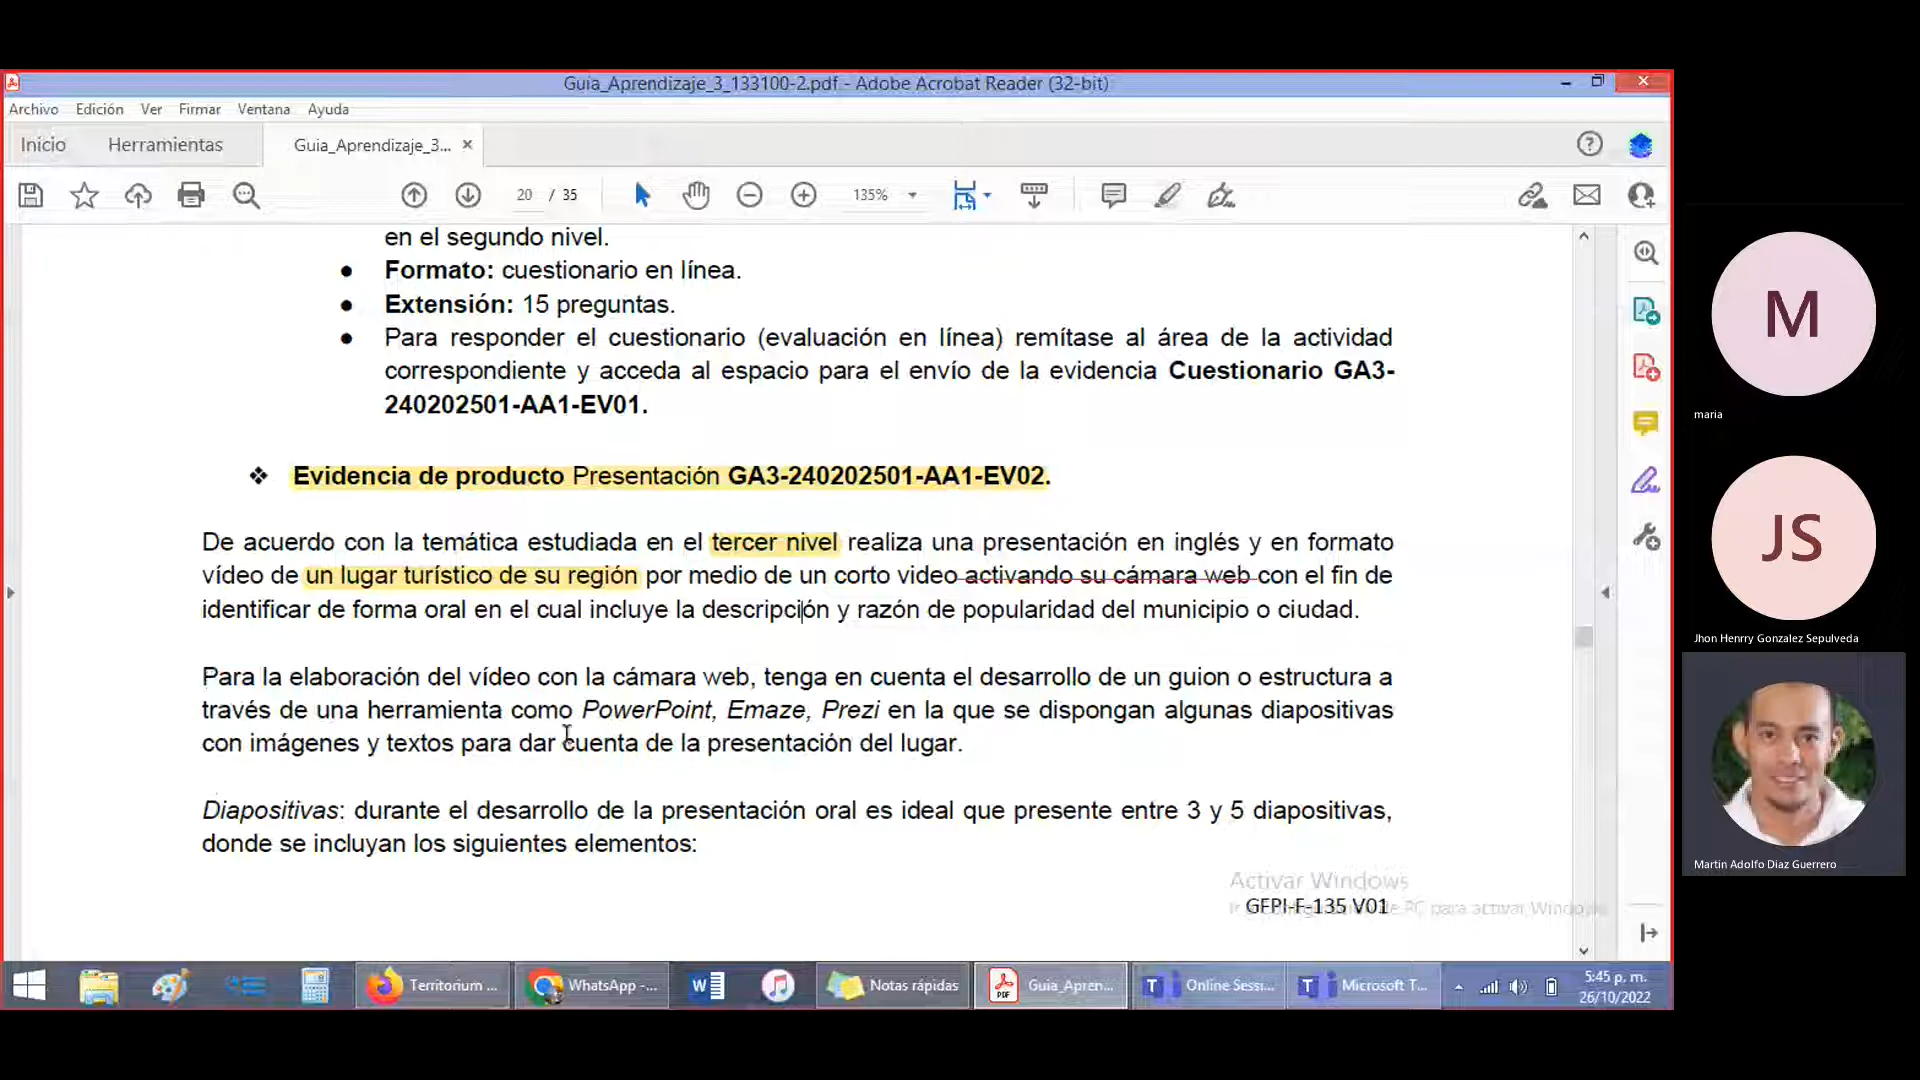 Guia_Aprendizaje_3_133100-2.pdf - Adobe Acrobat Reader (32-bit)
Archivo Edición Ver Firmar Ventana Ayuda
Inicio Herramientas Guia_Aprendizaje_3... ×
20 / 35 135%
en el segundo nivel.
● Formato: cuestionario en línea.
● Extensión: 15 preguntas.
● Para responder el cuestionario (evaluación en línea) remítase al área de la actividad
correspondiente y acceda al espacio para el envío de la evidencia Cuestionario GA3-
240202501-AA1-EV01.
❖ Evidencia de producto Presentación GA3-240202501-AA1-EV02.
De acuerdo con la temática estudiada en el tercer nivel realiza una presentación en inglés y en formato
vídeo de un lugar turístico de su región por medio de un corto video activando su cámara web con el fin de
identificar de forma oral en el cual incluye la descripción y razón de popularidad del municipio o ciudad.
Para la elaboración del vídeo con la cámara web, tenga en cuenta el desarrollo de un guion o estructura a
través de una herramienta como PowerPoint, Emaze, Prezi en la que se dispongan algunas diapositivas
con imágenes y textos para dar cuenta de la presentación del lugar.
Diapositivas: durante el desarrollo de la presentación oral es ideal que presente entre 3 y 5 diapositivas,
donde se incluyan los siguientes elementos:
Activar Windows
GFPI-F-135 V01
de PC para activar Windows
M
maria
JS
Jhon Henrry Gonzalez Sepulveda
Martin Adolfo Diaz Guerrero
Territorium ... WhatsApp -... Notas rápidas Guia_Apren... Online Sessi... Microsoft T...
5:45 p. m.
26/10/2022